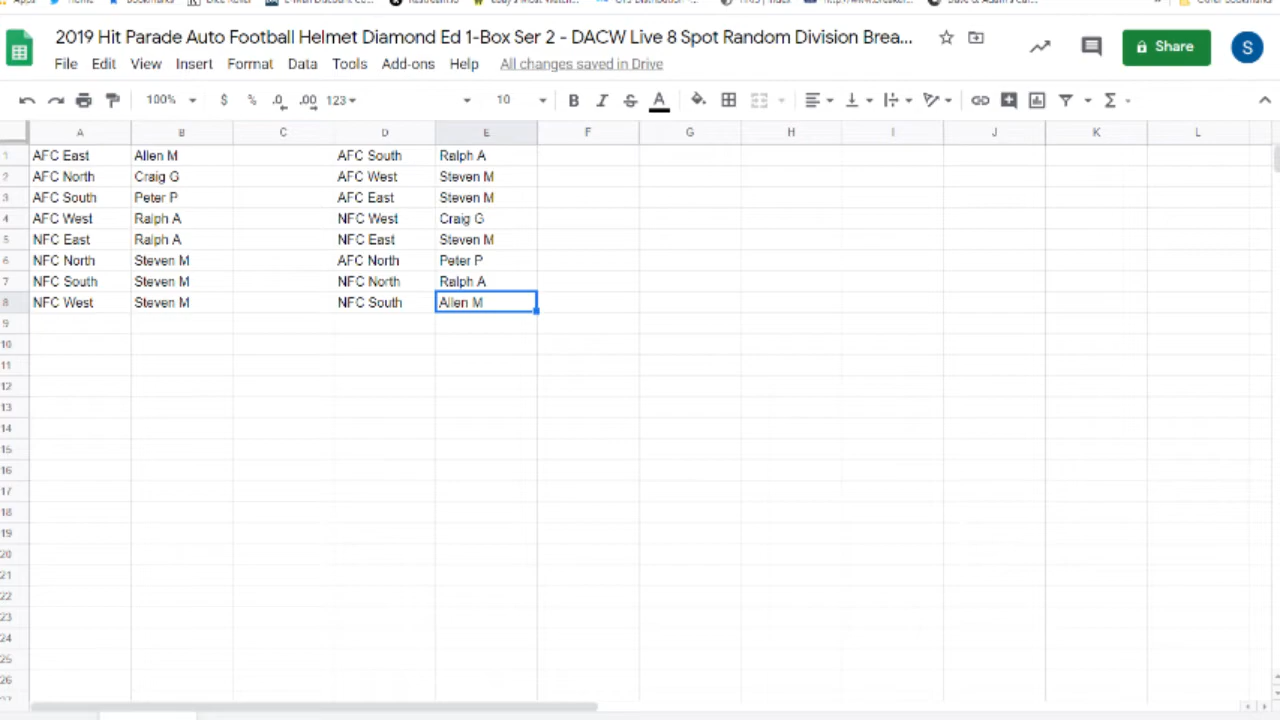 2019 Hit Parade Auto Football Helmet Diamond Ed 1-Box Ser 2 - DACW Live 8 Spot Random Division Brea...
Share
S
File Edit View Insert Format Data Tools Add-ons Help All changes saved in Drive
100% $ % .0 .00 123 10 B I S A
A B C D E F G H I J K L
1 AFC East Allen M AFC South Ralph A
2 AFC North Craig G AFC West Steven M
3 AFC South Peter P AFC East Steven M
4 AFC West Ralph A NFC West Craig G
5 NFC East Ralph A NFC East Steven M
6 NFC North Steven M AFC North Peter P
7 NFC South Steven M NFC North Ralph A
8 NFC West Steven M NFC South Allen M
9
10
11
12
13
14
15
16
17
18
19
20
21
22
23
24
25
26